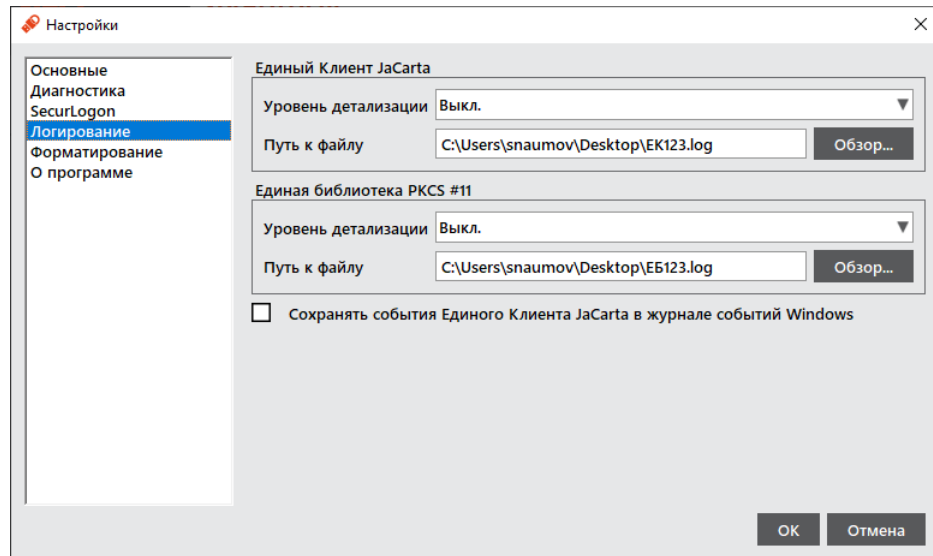 Настройки
Основные
Диагностика
SecurLogon
Логирование
Форматирование
О программе
Единый Клиент JaCarta
Уровень детализации Выкл.
Путь к файлу C:\Users\snaumov\Desktop\ЕК123.log Обзор...
Единая библиотека PKCS #11
Уровень детализации Выкл.
Путь к файлу C:\Users\snaumov\Desktop\ЕБ123.log Обзор...
Сохранять события Единого Клиента JaCarta в журнале событий Windows
ОК Отмена